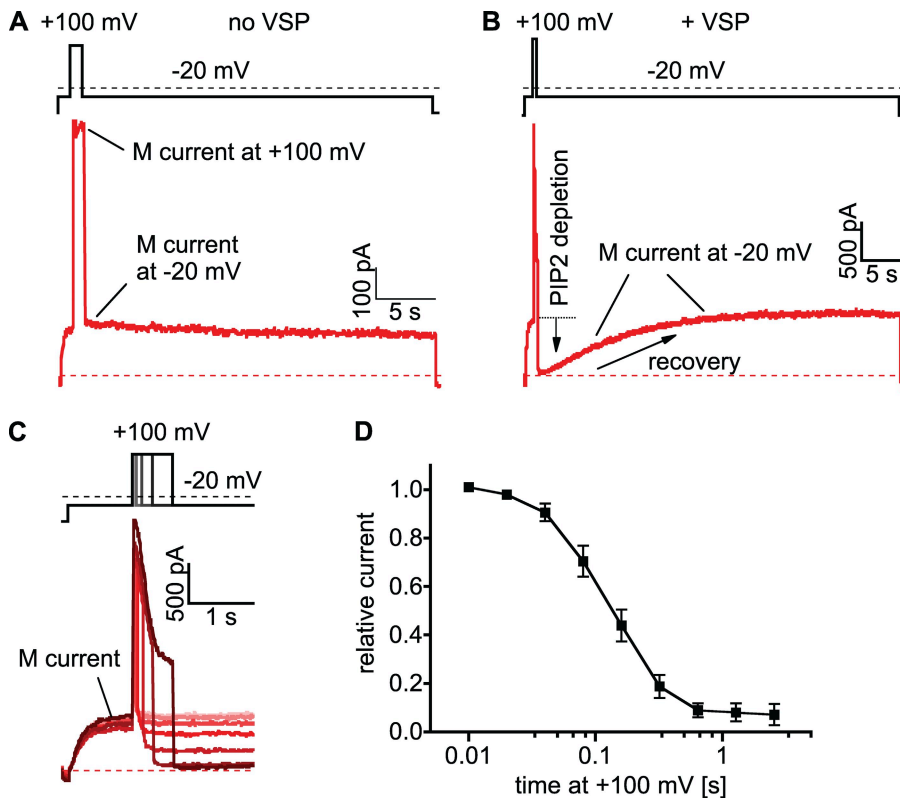 A
+100 mV
no VSP
-20 mV
M current at +100 mV
M current
at -20 mV
100 pA
5 s
B
+100 mV
+ VSP
-20 mV
PIP2 depletion
M current at -20 mV
recovery
500 pA
5 s
C
+100 mV
-20 mV
500 pA
1 s
M current
D
relative current
1.0
0.8
0.6
0.4
0.2
0.0
0.01
0.1
1
time at +100 mV [s]